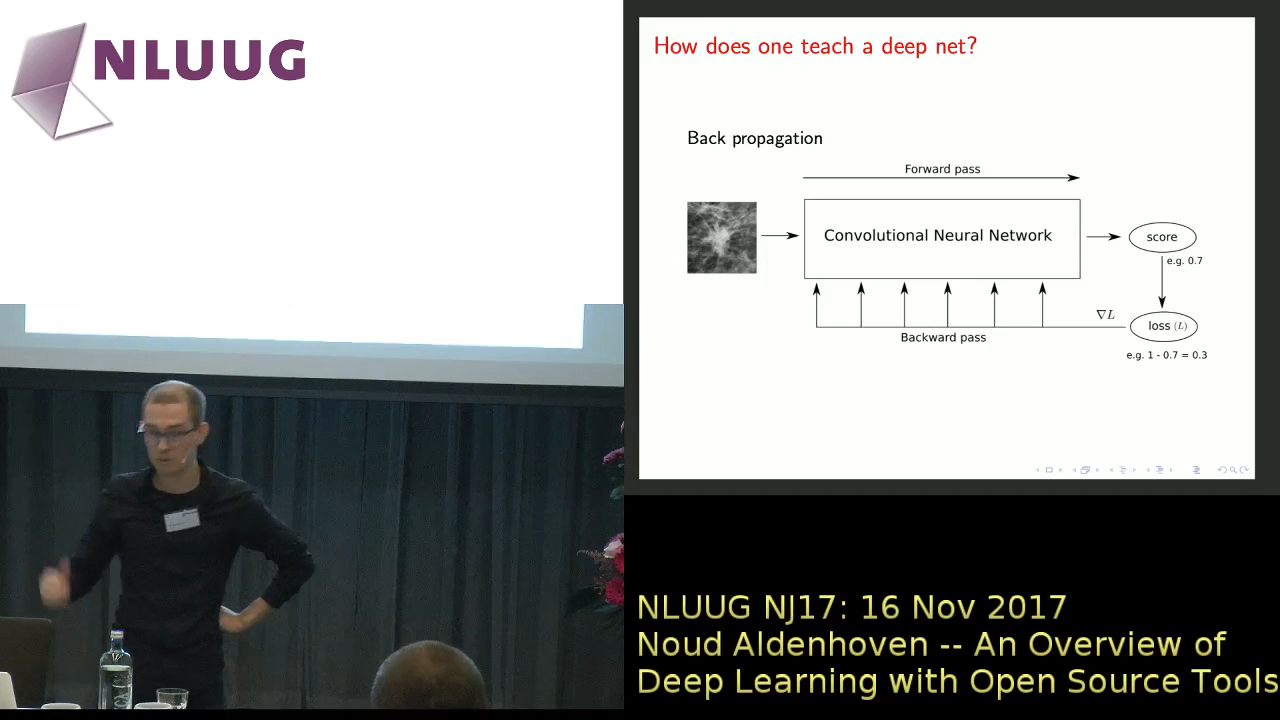 NLUUG
How does one teach a deep net?
Back propagation
Forward pass
Convolutional Neural Network
score
e.g. 0.7
∇L
loss (L)
Backward pass
e.g. 1 - 0.7 = 0.3
NLUUG NJ17: 16 Nov 2017
Noud Aldenhoven -- An Overview of
Deep Learning with Open Source Tools